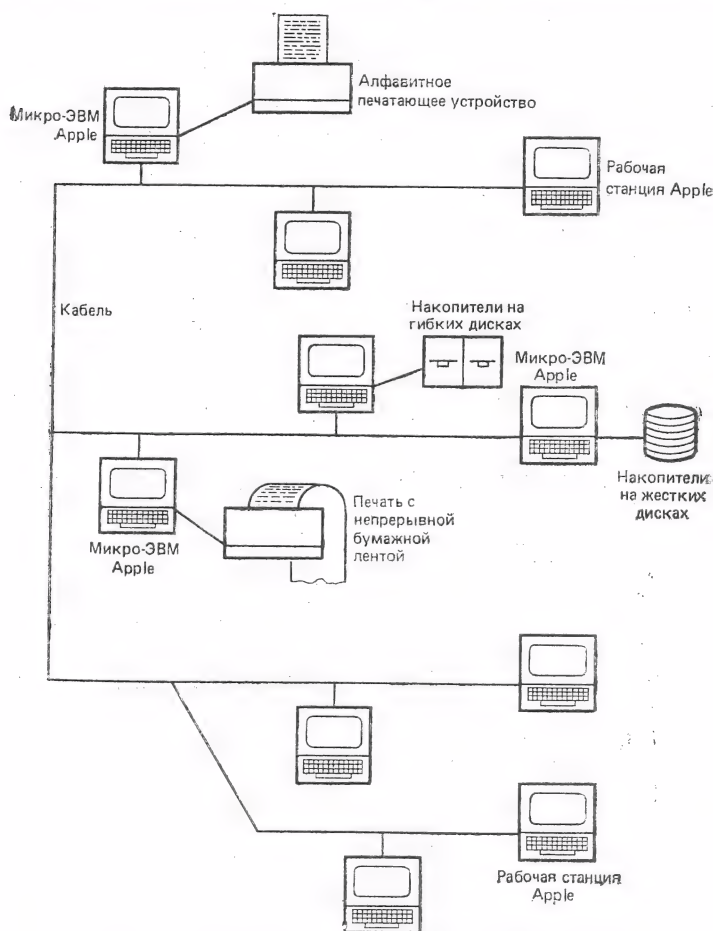 Алфавитное
печатающее устройство
Микро-ЭВМ
Apple
Рабочая
станция Apple
Кабель
Накопители на
гибких дисках
Микро-ЭВМ
Apple
Накопители
на жестких
дисках
Печать с
непрерывной
бумажной
лентой
Микро-ЭВМ
Apple
Рабочая станция
Apple